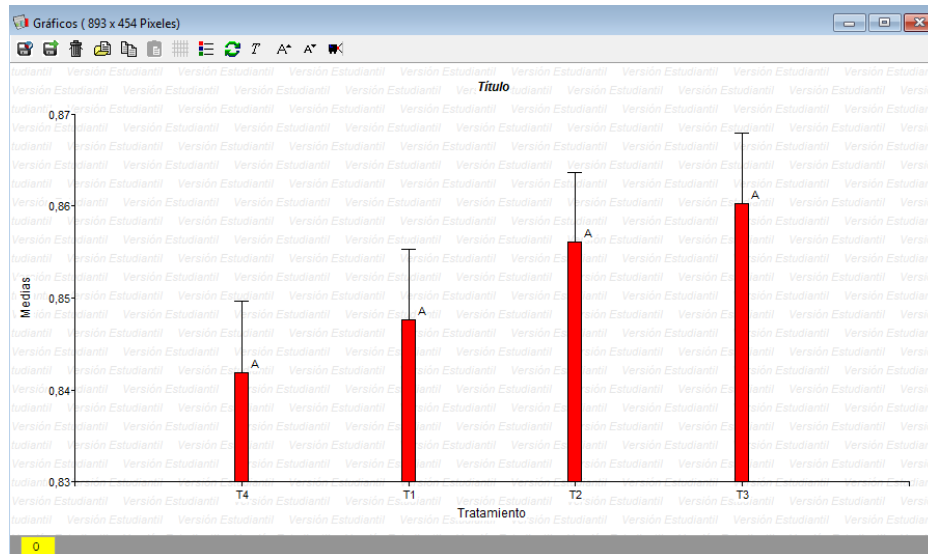 Gráficos ( 893 x 454 Pixeles)
Título
0,87
0,86
0,85
0,84
0,83
Medias
A
A
A
A
T4 T1 T2 T3
Tratamiento
0
Versión Estudiantil